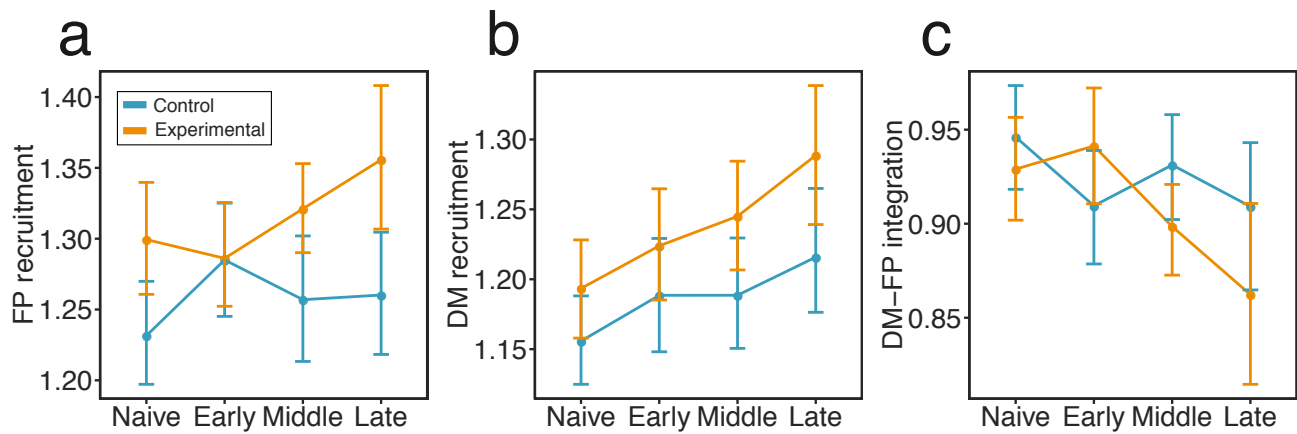 a
FP recruitment
1.40
1.35
1.30
1.25
1.20
Control
Experimental
Naive Early Middle Late
b
DM recruitment
1.30
1.25
1.20
1.15
Naive Early Middle Late
c
DM−FP integration
0.95
0.90
0.85
Naive Early Middle Late